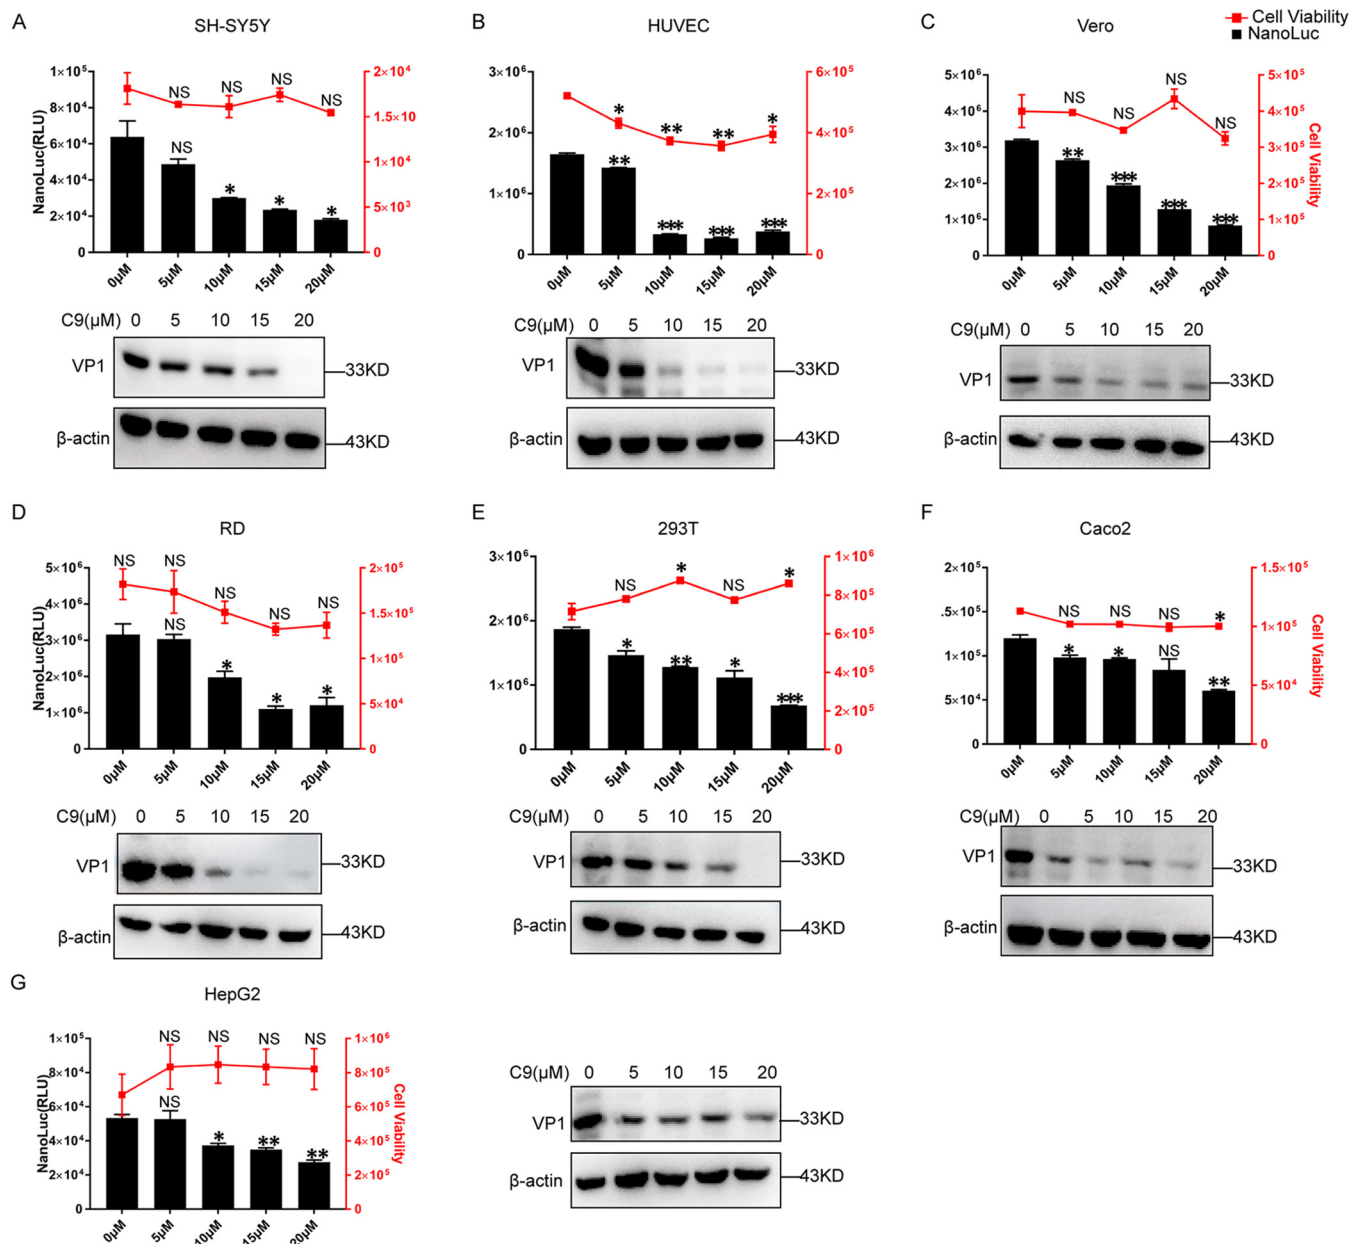 A
SH-SY5Y
B
HUVEC
C
Vero
Cell Viability
NanoLuc
NanoLuc(RLU)
1×10⁵
8×10⁴
6×10⁴
4×10⁴
2×10⁴
0
NS NS NS NS
NS * * *
2×10⁴
1.5×10
1×10⁴
5×10³
0
0μM 5μM 10μM 15μM 20μM
3×10⁶
2×10⁶
1×10⁶
0
* ** ** *
** *** *** ***
6×10⁵
4×10⁵
2×10⁵
0
0μM 5μM 10μM 15μM 20μM
5×10⁶
4×10⁶
3×10⁶
2×10⁶
1×10⁶
0
NS NS NS NS
** *** *** ***
5×10⁵
4×10⁵
3×10⁵
2×10⁵
1×10⁵
0
Cell Viability
0μM 5μM 10μM 15μM 20μM
C9(μM) 0 5 10 15 20
VP1 33KD
β-actin 43KD
C9(μM) 0 5 10 15 20
VP1 33KD
β-actin 43KD
C9(μM) 0 5 10 15 20
VP1 33KD
β-actin 43KD
D
RD
E
293T
F
Caco2
NanoLuc(RLU)
5×10⁶
4×10⁶
3×10⁶
2×10⁶
1×10⁶
0
NS NS NS NS NS
NS * * *
2×10⁵
1.5×10⁵
1×10⁵
5×10⁴
0
0μM 5μM 10μM 15μM 20μM
3×10⁶
2×10⁶
1×10⁶
0
NS * NS *
* ** * ***
1×10⁶
8×10⁵
6×10⁵
4×10⁵
2×10⁵
0
0μM 5μM 10μM 15μM 20μM
2×10⁵
.5×10⁵
1×10⁵
5×10⁴
0
NS NS NS *
* * NS **
1.5×10⁵
1×10⁵
5×10⁴
0
Cell Viability
0μM 5μM 10μM 15μM 20μM
C9(μM) 0 5 10 15 20
VP1 33KD
β-actin 43KD
C9(μM) 0 5 10 15 20
VP1 33KD
β-actin 43KD
C9(μM) 0 5 10 15 20
VP1 33KD
β-actin 43KD
G
HepG2
NanoLuc(RLU)
1×10⁵
8×10⁴
6×10⁴
4×10⁴
2×10⁴
0
NS NS NS NS
NS * ** **
1×10⁶
8×10⁵
6×10⁵
4×10⁵
2×10⁵
0
Cell Viability
0μM 5μM 10μM 15μM 20μM
C9(μM) 0 5 10 15 20
VP1 33KD
β-actin 43KD